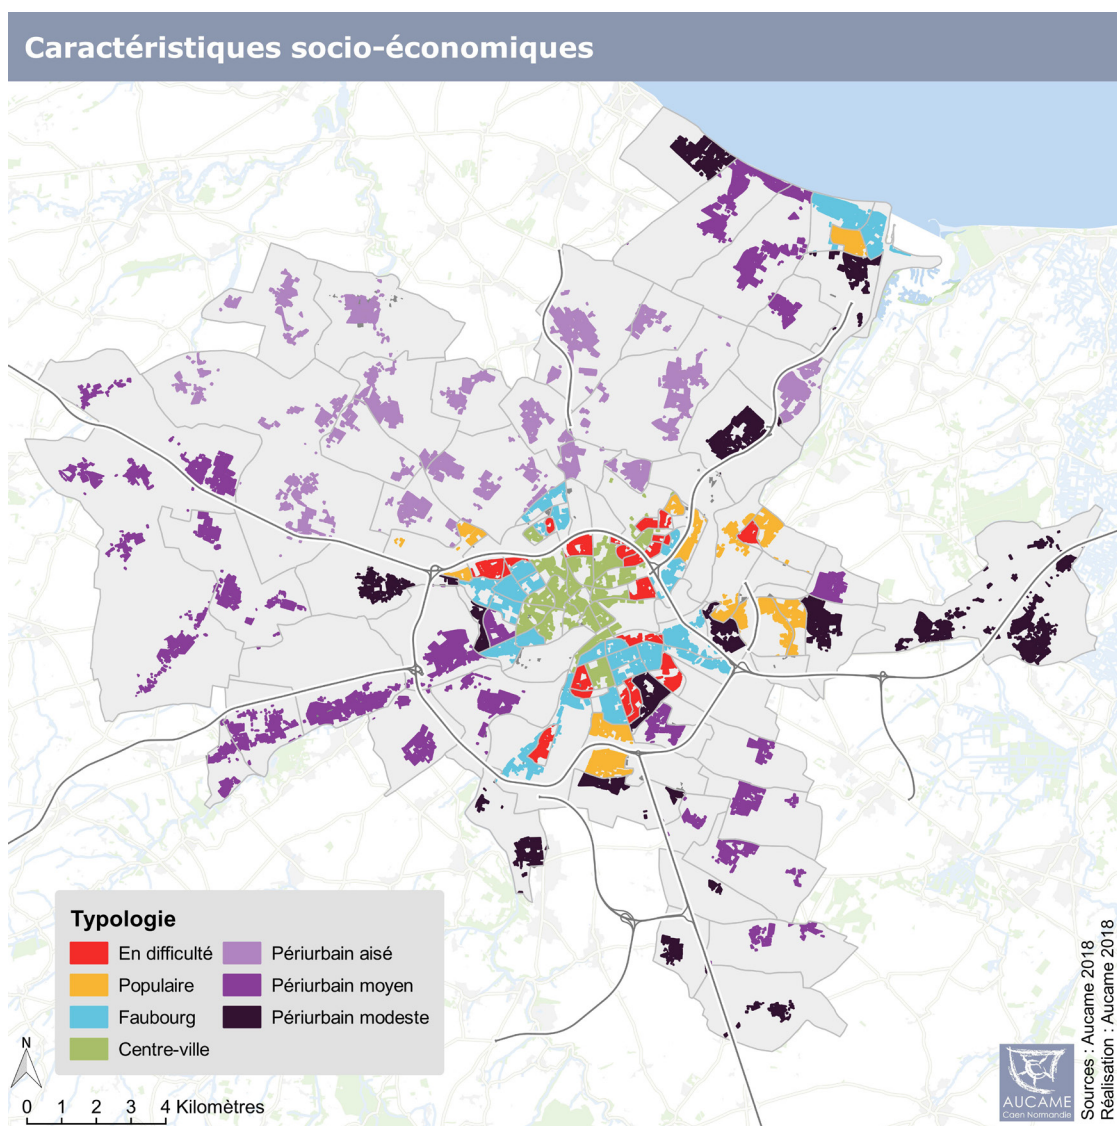 Caractéristiques socio-économiques
Typologie
En difficulté
Populaire
Faubourg
Centre-ville
Périurbain aisé
Périurbain moyen
Périurbain modeste
N
0 1 2 3 4 Kilomètres
AUCAME
Caen Normandie
Sources : Aucame 2018
Réalisation : Aucame 2018